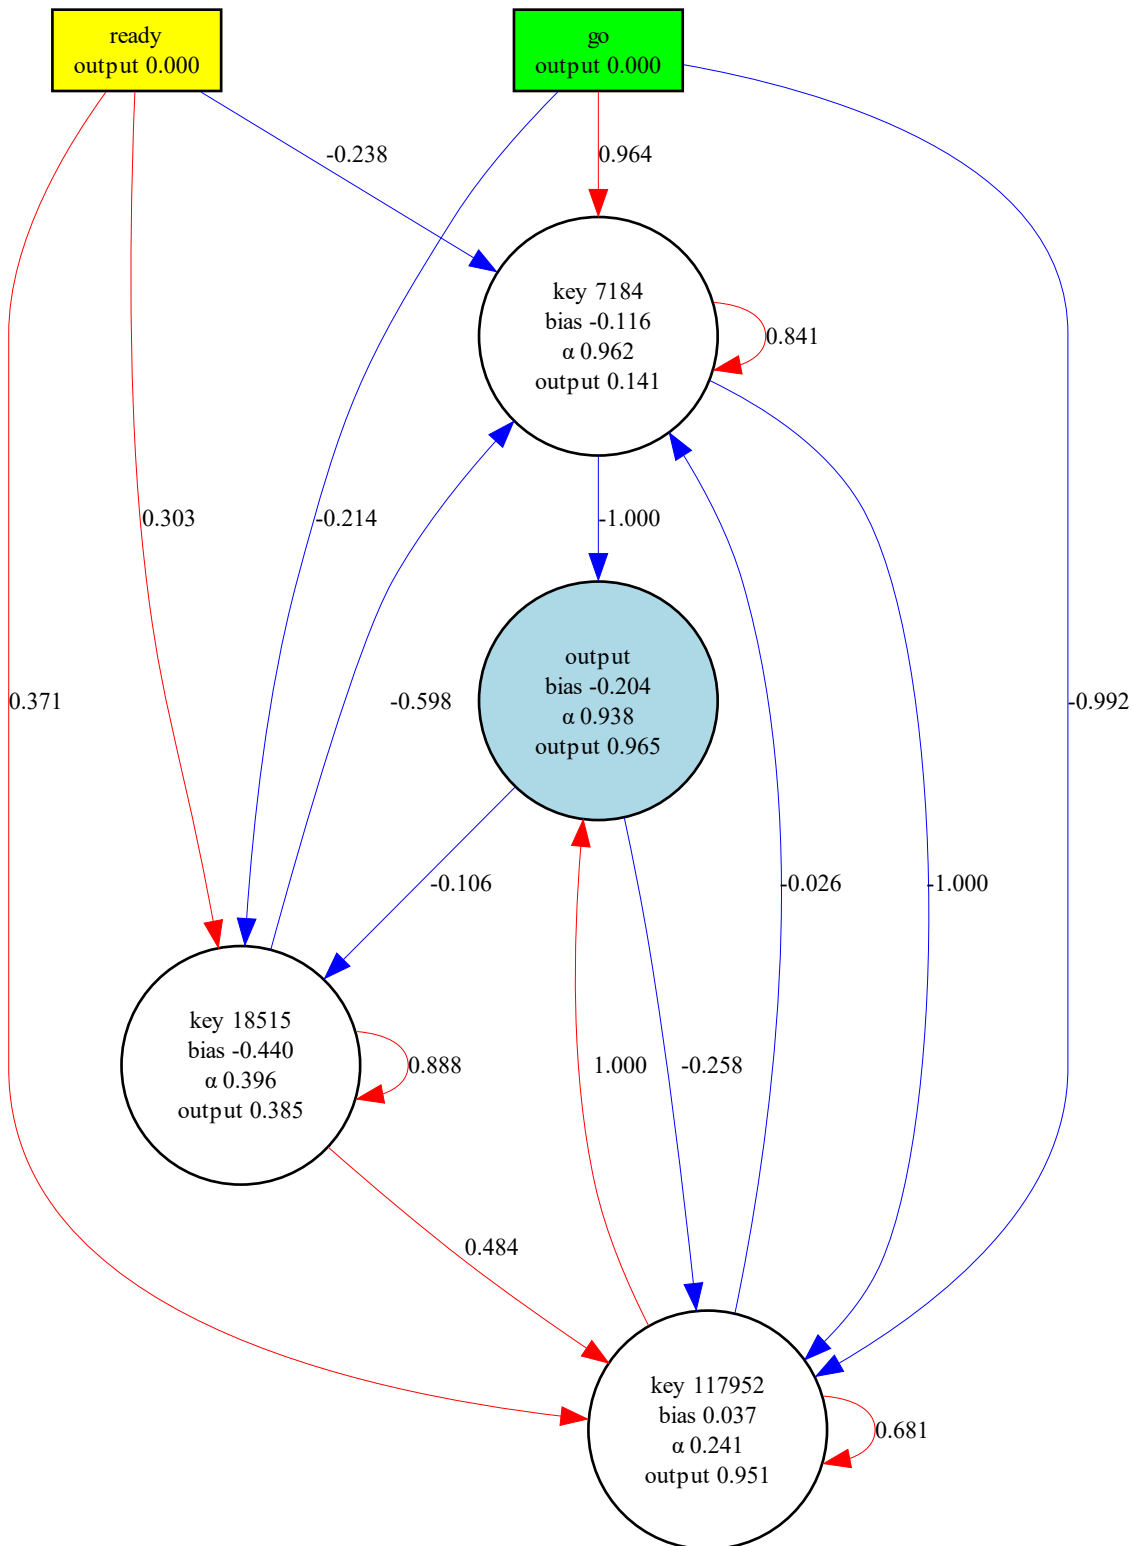 ready
output 0.000
go
output 0.000
-0.238
0.964
key 7184
bias -0.116
α 0.962
output 0.141
0.841
0.303
-0.214
-1.000
output
bias -0.204
α 0.938
output 0.965
0.371
-0.598
-0.992
-0.106
-0.026
-1.000
key 18515
bias -0.440
α 0.396
output 0.385
0.888
1.000
-0.258
0.484
key 117952
bias 0.037
α 0.241
output 0.951
0.681